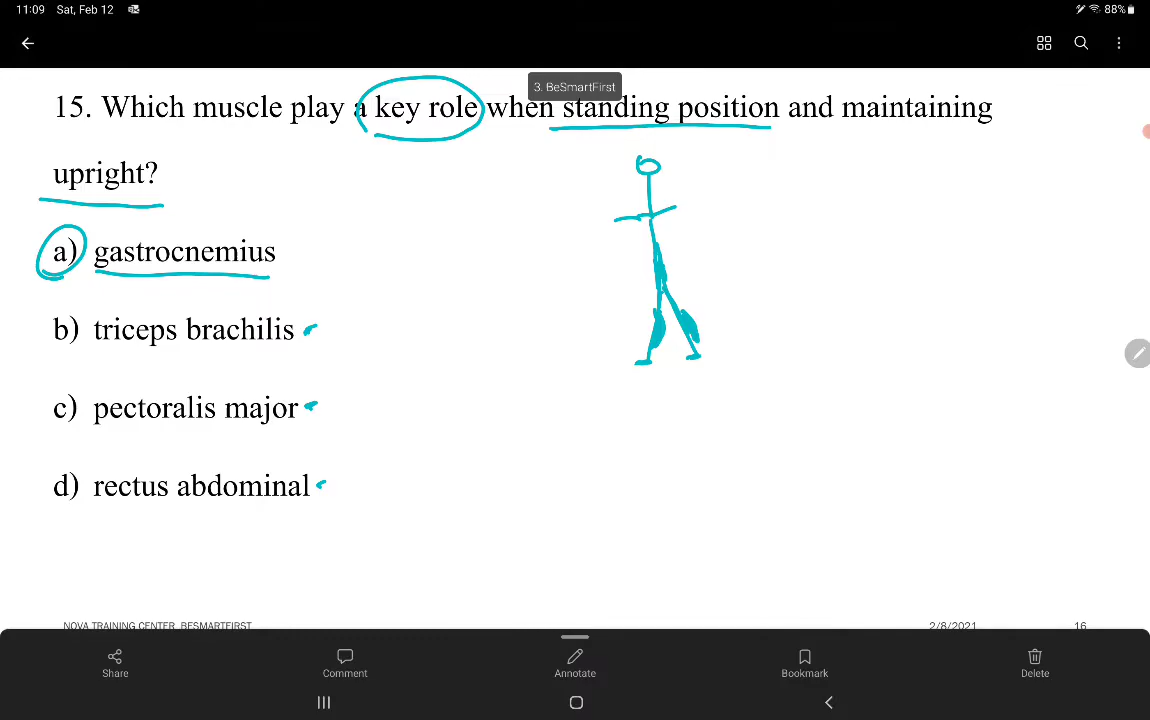 11:09 Sat, Feb 12 88%
3. BeSmartFirst
15. Which muscle play a key role when standing position and maintaining
upright?
a) gastrocnemius
b) triceps brachilis
c) pectoralis major
d) rectus abdominal
NOVA TRAINING CENTER BESMARTFIRST 2/8/2021 16
Share Comment Annotate Bookmark Delete